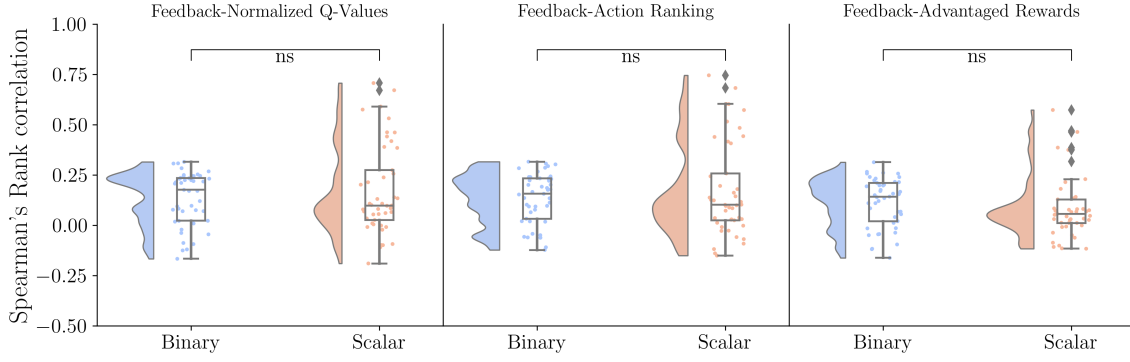 Feedback-Normalized Q-Values
Feedback-Action Ranking
Feedback-Advantaged Rewards
Spearman's Rank correlation
1.00
0.75
0.50
0.25
0.00
−0.25
−0.50
ns
ns
ns
Binary
Scalar
Binary
Scalar
Binary
Scalar